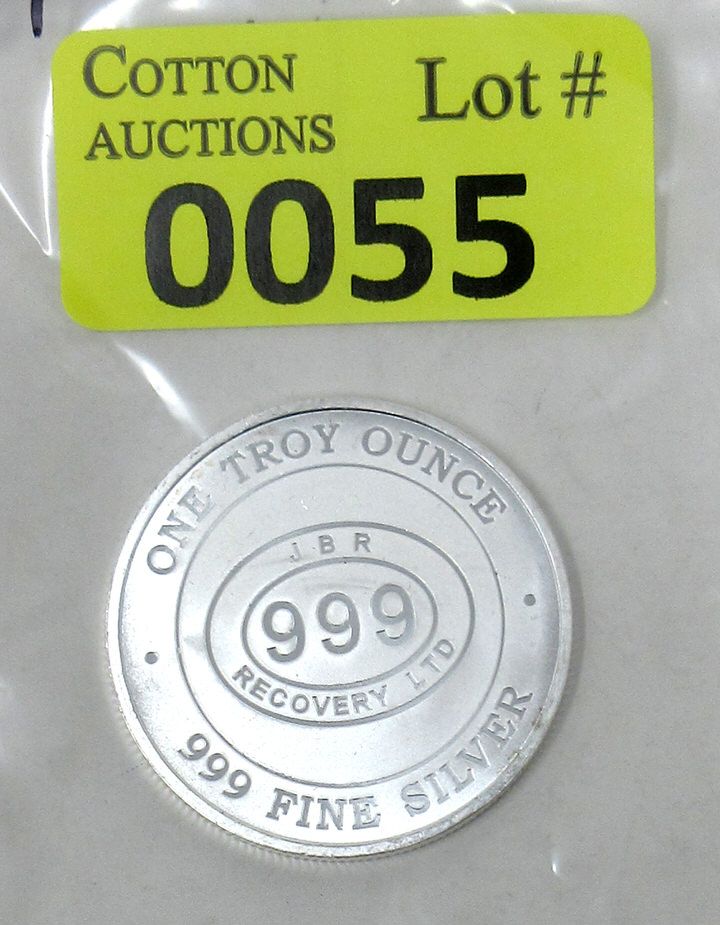 COTTON
AUCTIONS
Lot #
0055
ONE TROY OUNCE
JBR
999
RECOVERY LTD
999 FINE SILVER